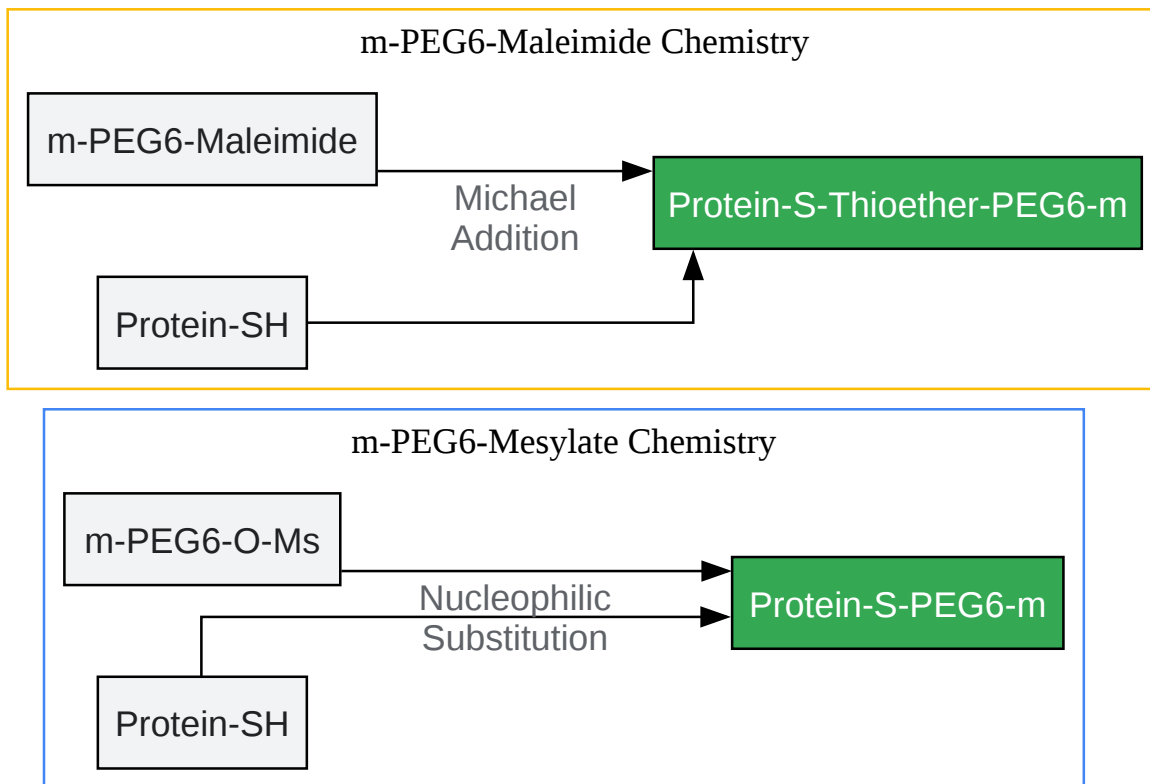 m-PEG6-Maleimide Chemistry
m-PEG6-Maleimide
Michael
Addition
Protein-S-Thioether-PEG6-m
Protein-SH
m-PEG6-Mesylate Chemistry
m-PEG6-O-Ms
Nucleophilic
Substitution
Protein-S-PEG6-m
Protein-SH